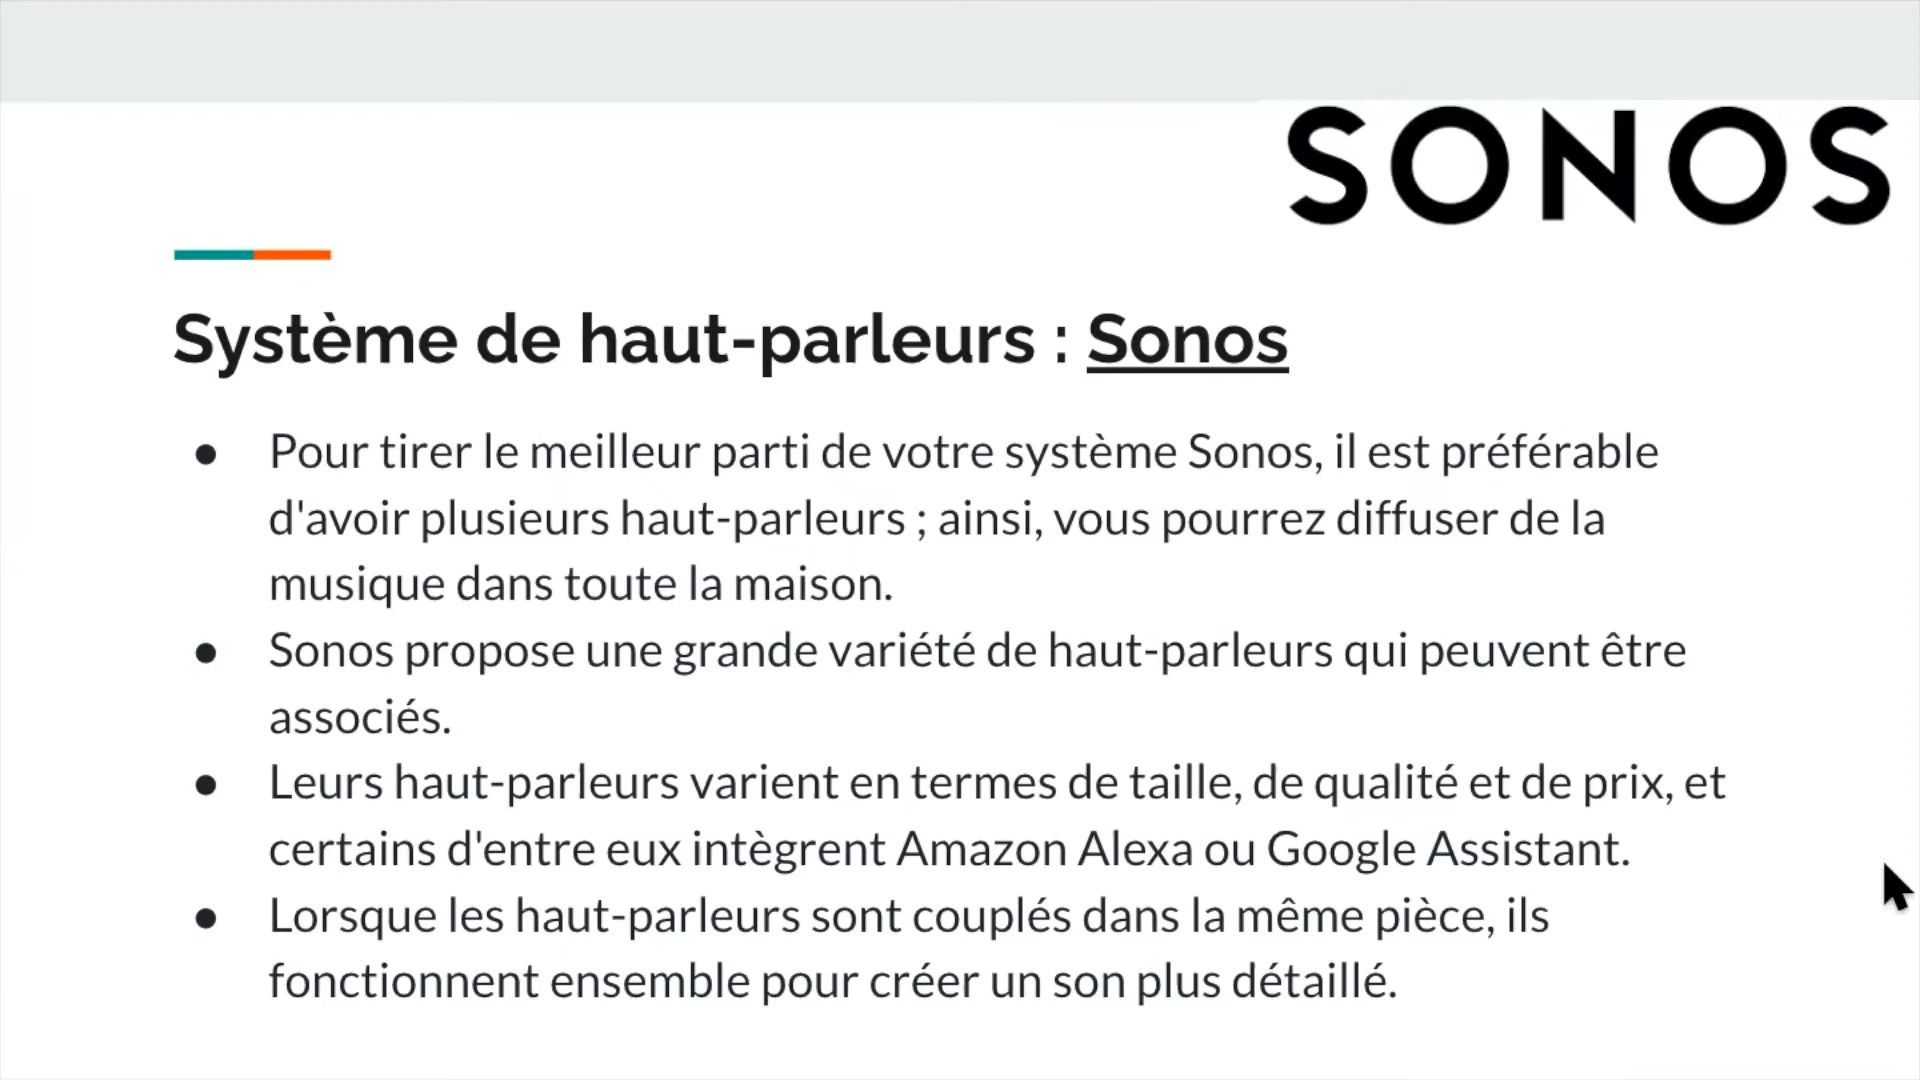 SONOS
Système de haut-parleurs : Sonos
● Pour tirer le meilleur parti de votre système Sonos, il est préférable
d'avoir plusieurs haut-parleurs ; ainsi, vous pourrez diffuser de la
musique dans toute la maison.
● Sonos propose une grande variété de haut-parleurs qui peuvent être
associés.
● Leurs haut-parleurs varient en termes de taille, de qualité et de prix, et
certains d'entre eux intègrent Amazon Alexa ou Google Assistant.
● Lorsque les haut-parleurs sont couplés dans la même pièce, ils
fonctionnent ensemble pour créer un son plus détaillé.